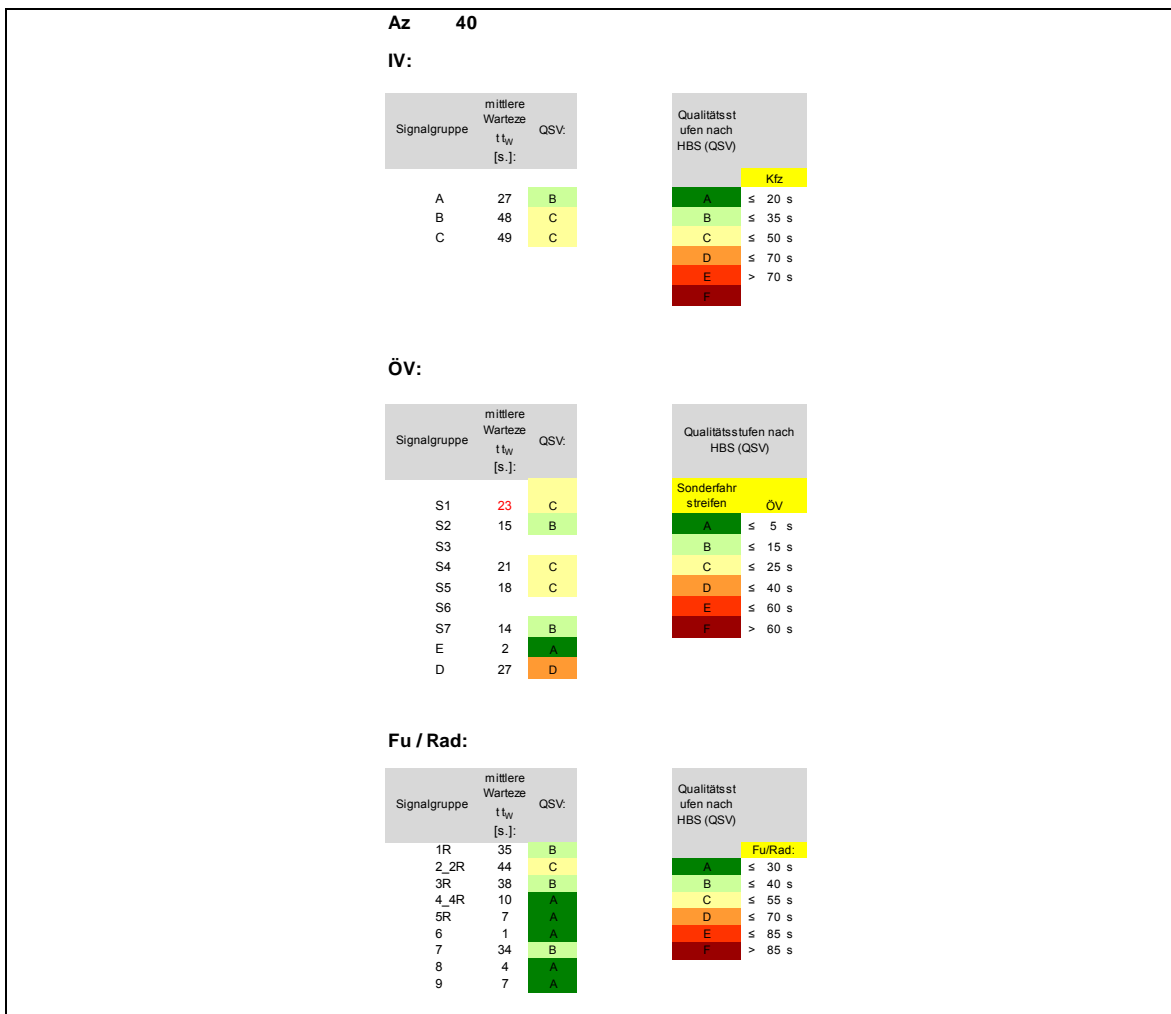 Az 40
IV:
Signalgruppe mittlere Warteze t tW [s.]: QSV:
A 27 B
B 48 C
C 49 C
Qualitätsst ufen nach HBS (QSV)
Kfz
A ≤ 20 s
B ≤ 35 s
C ≤ 50 s
D ≤ 70 s
E > 70 s
F
ÖV:
Signalgruppe mittlere Warteze t tW [s.]: QSV:
S1 23 C
S2 15 B
S3
S4 21 C
S5 18 C
S6
S7 14 B
E 2 A
D 27 D
Qualitätsstufen nach HBS (QSV)
Sonderfahr streifen ÖV
A ≤ 5 s
B ≤ 15 s
C ≤ 25 s
D ≤ 40 s
E ≤ 60 s
F > 60 s
Fu / Rad:
Signalgruppe mittlere Warteze t tW [s.]: QSV:
1R 35 B
2_2R 44 C
3R 38 B
4_4R 10 A
5R 7 A
6 1 A
7 34 B
8 4 A
9 7 A
Qualitätsst ufen nach HBS (QSV)
Fu/Rad:
A ≤ 30 s
B ≤ 40 s
C ≤ 55 s
D ≤ 70 s
E ≤ 85 s
F > 85 s